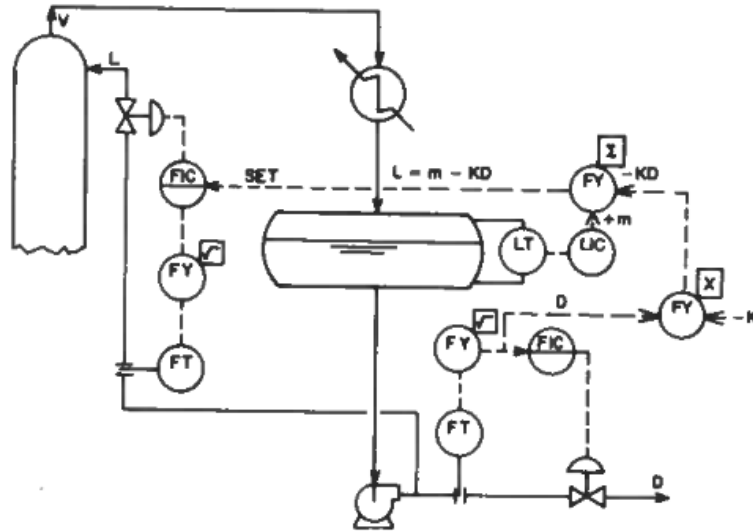 V
L
Σ
FIC
SET
L = m - KD
FY
-KD
+m
LT
LIC
FY
√
X
D
FY
-K
FY
√
FIC
FT
FT
D